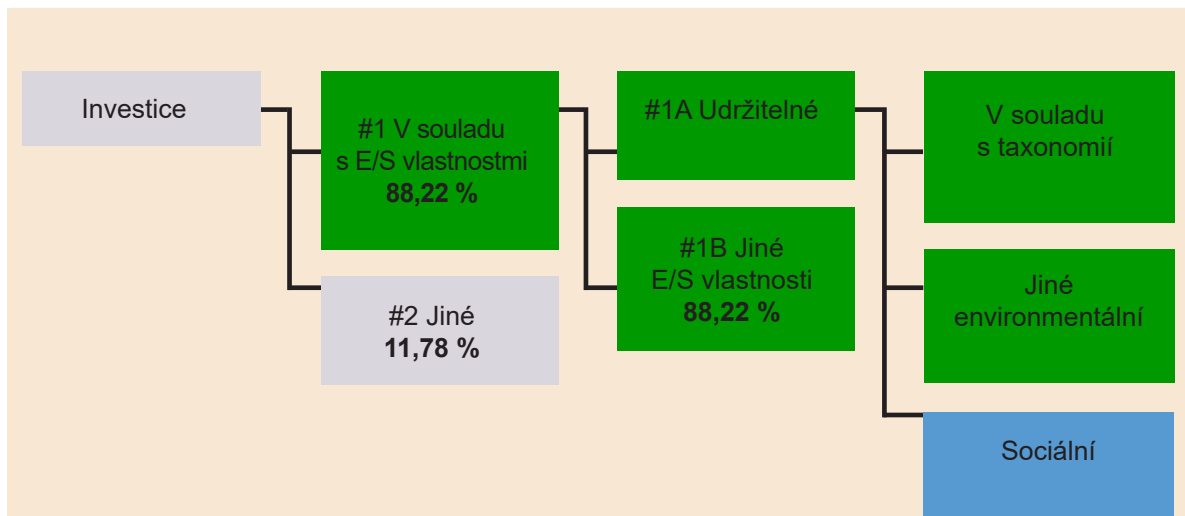 Investice
#1 V souladu
s E/S vlastnostmi
88,22 %
#2 Jiné
11,78 %
#1A Udržitelné
#1B Jiné
E/S vlastnosti
88,22 %
V souladu
s taxonomií
Jiné
environmentální
Sociální